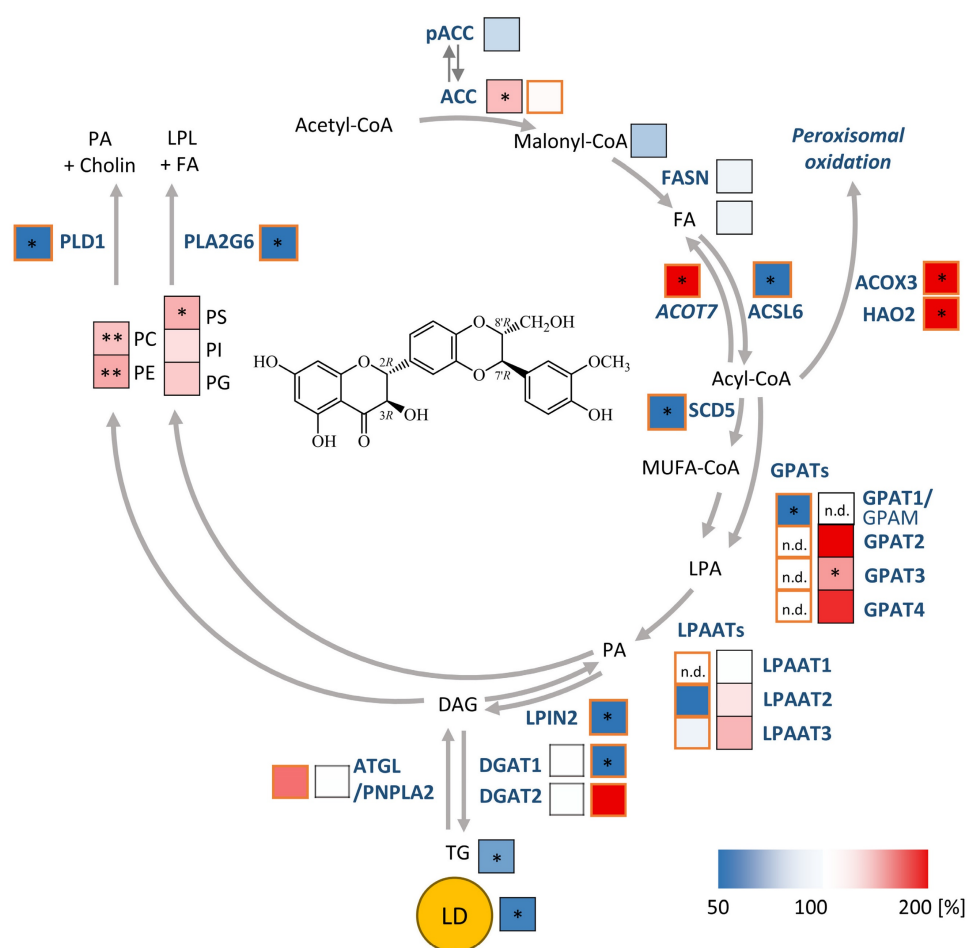 pACC
ACC *
Acetyl-CoA
Malonyl-CoA
FASN
FA
PA
+ Cholin
LPL
+ FA
Peroxisomal
oxidation
* PLD1
PLA2G6 *
*
ACOT7
*
ACSL6
ACOX3 *
HAO2 *
** PC
** PE
* PS
PI
PG
HO
OH
O
OH
2R
3R
O
O
O
8'R
7'R
CH₂OH
OCH₃
OH
Acyl-CoA
* SCD5
MUFA-CoA
GPATs
* n.d. GPAT1/
GPAM
n.d. GPAT2
n.d. * GPAT3
n.d. GPAT4
LPA
LPAATs
PA
n.d. LPAAT1
LPAAT2
LPAAT3
DAG
LPIN2 *
ATGL
/PNPLA2
DGAT1 *
DGAT2
TG *
LD *
50 100 200 [%]